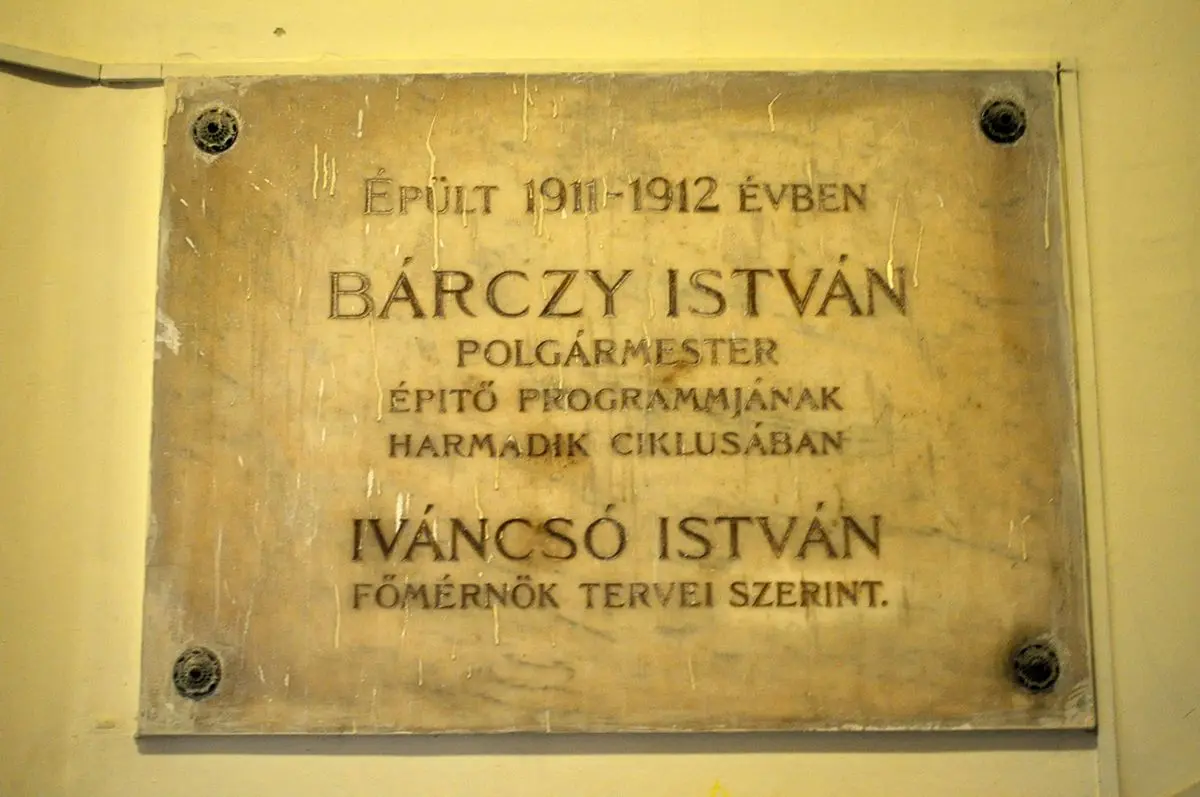 ÉPÜLT 1911-1912 ÉVBEN
BÁRCZY ISTVÁN
POLGÁRMESTER
ÉPITŐ PROGRAMMJÁNAK
HARMADIK CIKLUSÁBAN
IVÁNCSÓ ISTVÁN
FŐMÉRNÖK TERVEI SZERINT.